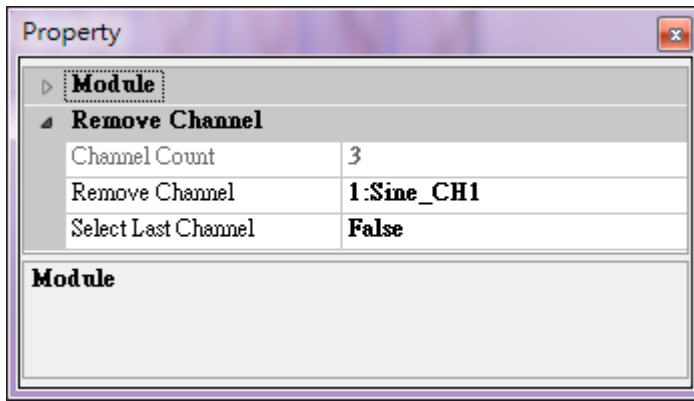 Property
Module
Remove Channel
Channel Count 3
Remove Channel 1:Sine_CH1
Select Last Channel False
Module